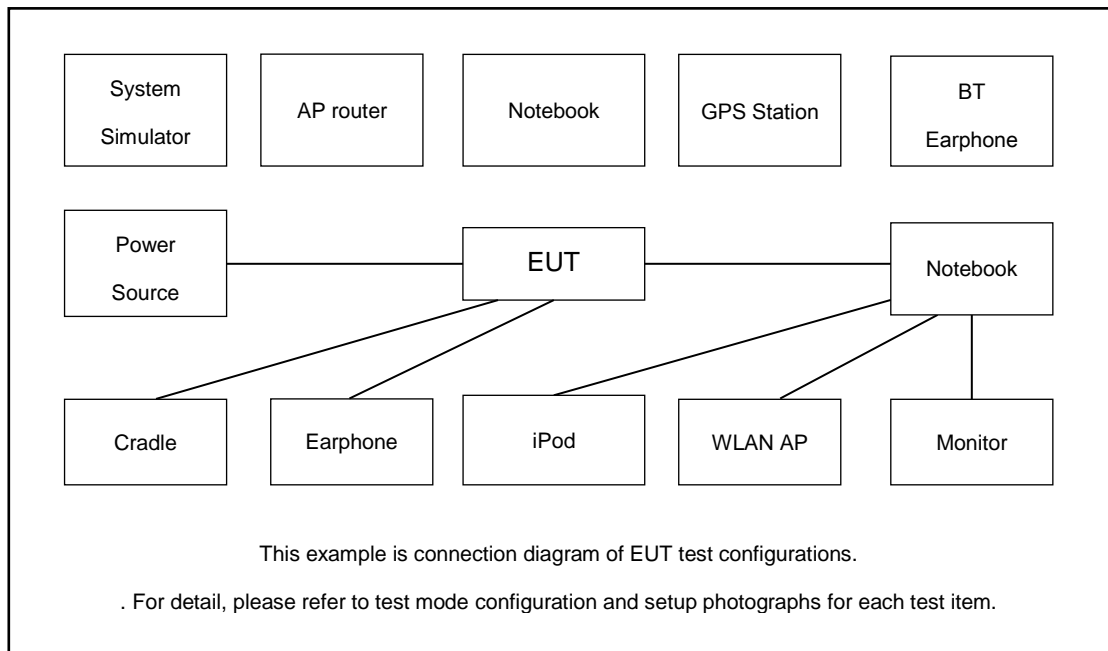 System
Simulator
AP router
Notebook
GPS Station
BT
Earphone
Power
Source
EUT
Notebook
Cradle
Earphone
iPod
WLAN AP
Monitor
This example is connection diagram of EUT test configurations.
. For detail, please refer to test mode configuration and setup photographs for each test item.